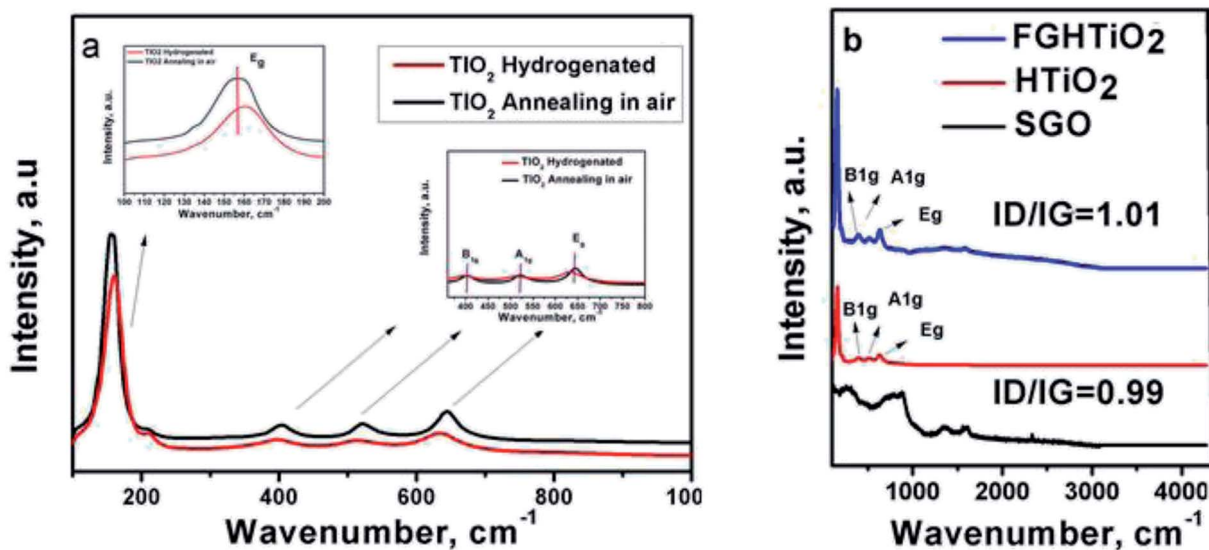 a
TIO2 Hydrogenated
TIO2 Annealing in air
Eg
Intensity, a.u.
100 110 120 130 140 150 160 170 180 190 200
Wavenumber, cm-1
TIO2 Hydrogenated
TIO2 Annealing in air
TIO2 Hydrogenated
TIO2 Annealing in air
Intensity, a.u.
B1g
A1g
Eg
400 450 500 550 600 650 700 750 800
Wavenumber, cm-1
Intensity, a.u
200 400 600 800 100
Wavenumber, cm-1
b
FGHTiO2
HTiO2
SGO
B1g
A1g
Eg
ID/IG=1.01
B1g
A1g
Eg
ID/IG=0.99
Intensity, a.u.
1000 2000 3000 4000
Wavenumber, cm-1